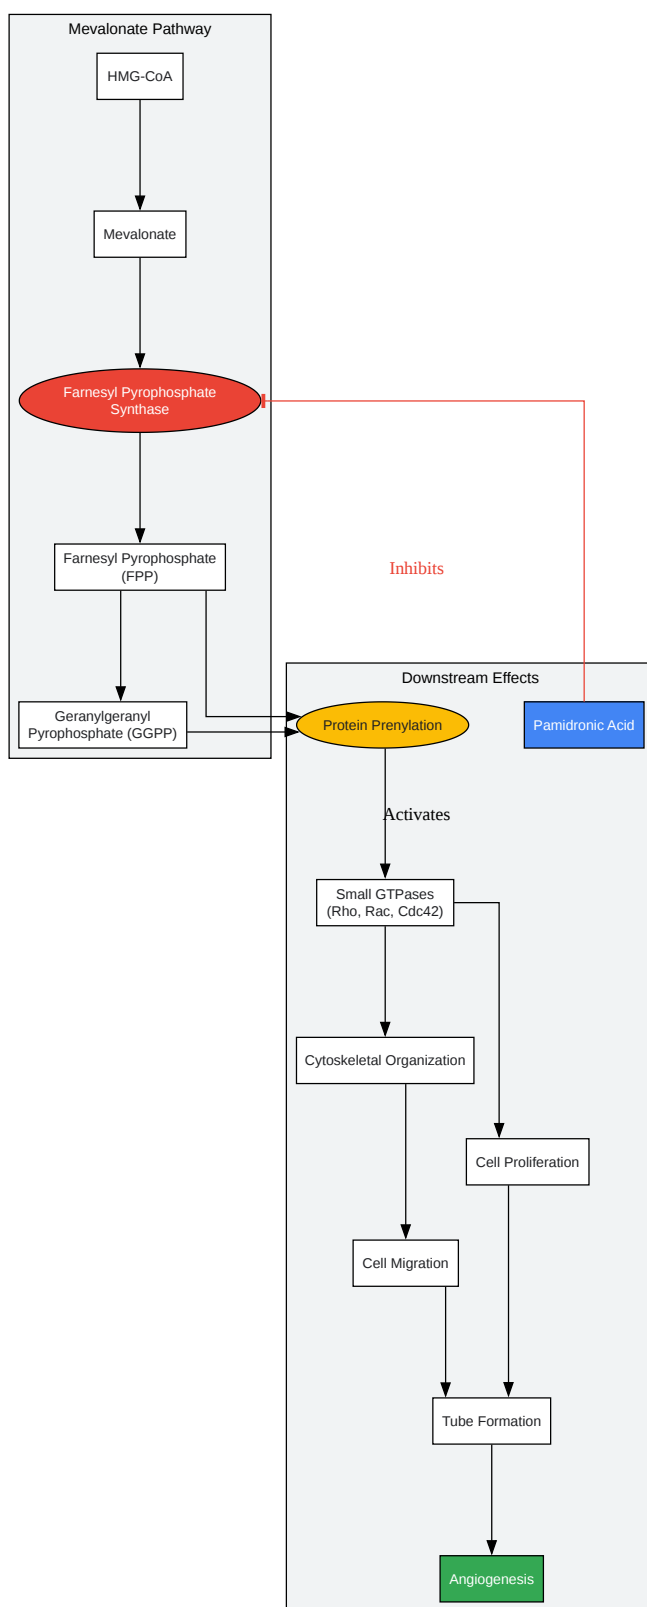 Mevalonate Pathway
HMG-CoA
Mevalonate
Farnesyl Pyrophosphate
Synthase
Farnesyl Pyrophosphate
(FPP)
Inhibits
Geranylgeranyl
Pyrophosphate (GGPP)
Downstream Effects
Protein Prenylation
Pamidronic Acid
Activates
Small GTPases
(Rho, Rac, Cdc42)
Cytoskeletal Organization
Cell Proliferation
Cell Migration
Tube Formation
Angiogenesis